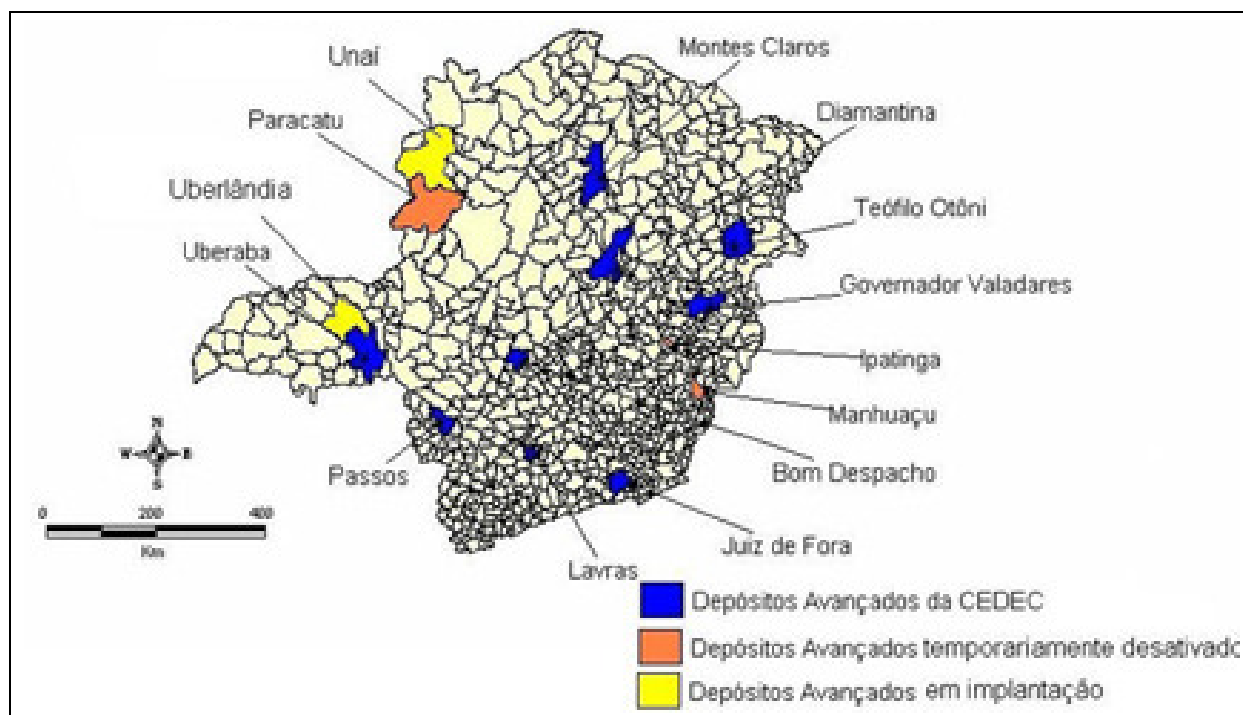 Unaí
Montes Claros
Paracatu
Diamantina
Uberlândia
Teófilo Otôni
Uberaba
Governador Valadares
Ipatinga
Manhuaçu
Bom Despacho
Passos
Juiz de Fora
Lavras
N
W
S
0 200 400
Km
Depósitos Avançados da CEDEC
Depósitos Avançados temporariamente desativado
Depósitos Avançados em implantação